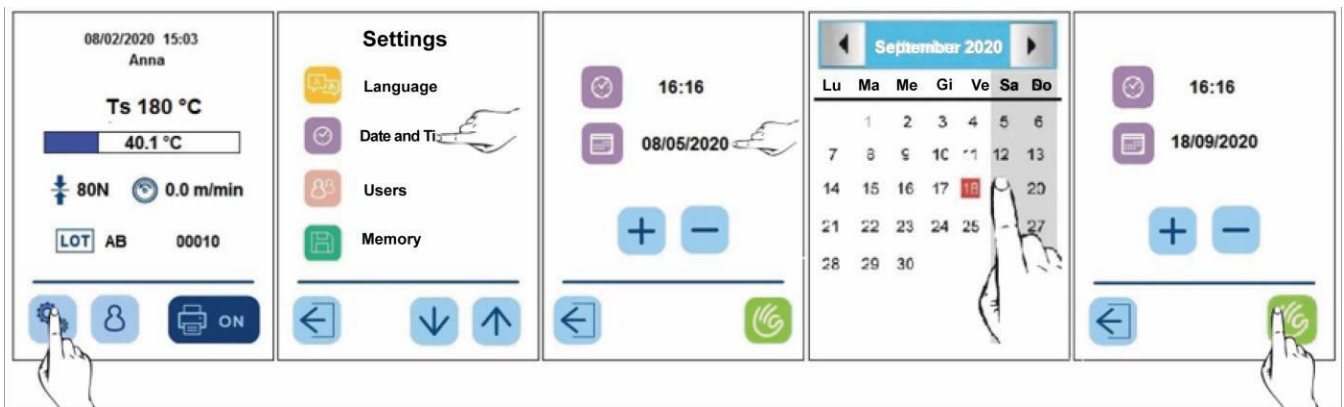 08/02/2020 15:03
Anna
Ts 180 °C
40.1 °C
80N 0.0 m/min
LOT AB 00010
ON
Settings
Language
Date and Ti
Users
Memory
16:16
08/05/2020
+ −
September 2020
Lu Ma Me Gi Ve Sa Do
1 2 3 4 5 6
7 8 9 10 11 12 13
14 15 16 17 18 20
21 22 23 24 25 27
28 29 30
16:16
18/09/2020
+ −